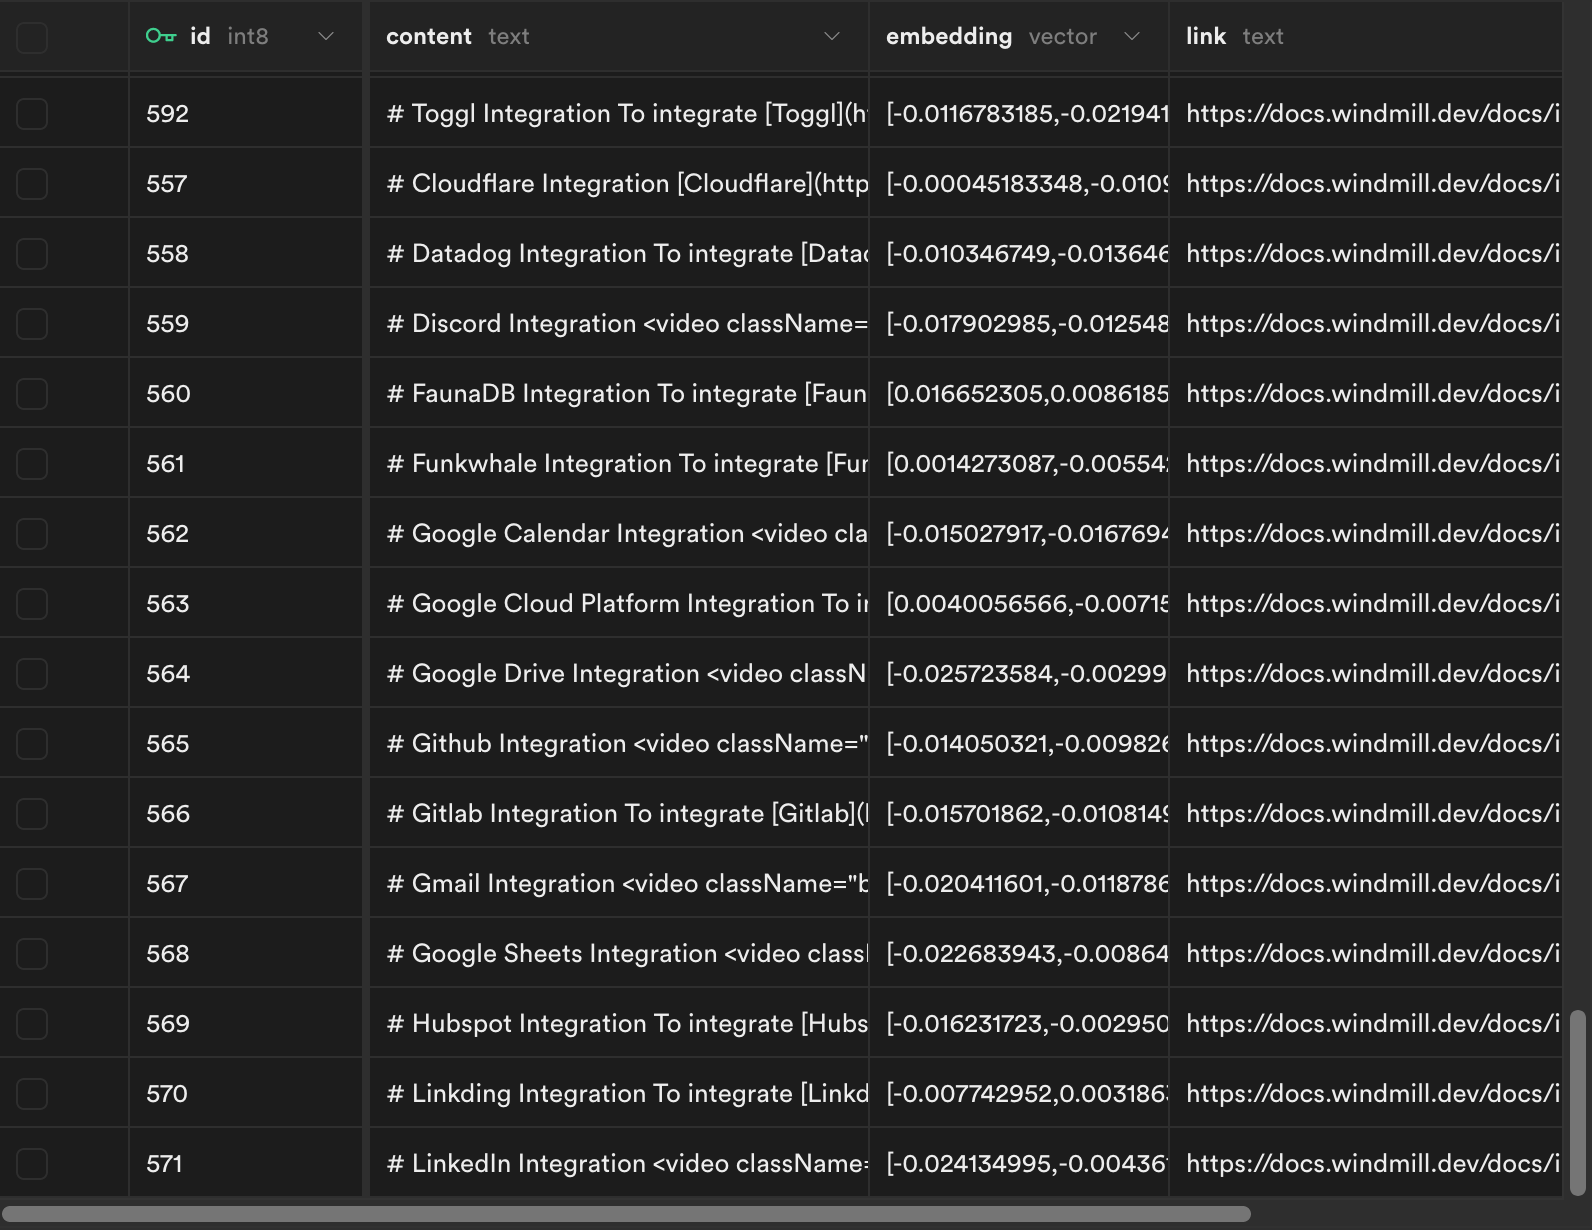 id int8 content text embedding vector link text
592 # Toggl Integration To integrate [Toggl](h [-0.0116783185,-0.021941 https://docs.windmill.dev/docs/i
557 # Cloudflare Integration [Cloudflare](http [-0.00045183348,-0.0109 https://docs.windmill.dev/docs/i
558 # Datadog Integration To integrate [Datad [-0.010346749,-0.013646 https://docs.windmill.dev/docs/i
559 # Discord Integration <video className= [-0.017902985,-0.012548 https://docs.windmill.dev/docs/i
560 # FaunaDB Integration To integrate [Faun [0.016652305,0.0086185 https://docs.windmill.dev/docs/i
561 # Funkwhale Integration To integrate [Fun [0.0014273087,-0.005542 https://docs.windmill.dev/docs/i
562 # Google Calendar Integration <video cla [-0.015027917,-0.0167694 https://docs.windmill.dev/docs/i
563 # Google Cloud Platform Integration To in [0.0040056566,-0.00715 https://docs.windmill.dev/docs/i
564 # Google Drive Integration <video classN [-0.025723584,-0.00299 https://docs.windmill.dev/docs/i
565 # Github Integration <video className=" [-0.014050321,-0.009826 https://docs.windmill.dev/docs/i
566 # Gitlab Integration To integrate [Gitlab]( [-0.015701862,-0.0108149 https://docs.windmill.dev/docs/i
567 # Gmail Integration <video className="b [-0.020411601,-0.0118786 https://docs.windmill.dev/docs/i
568 # Google Sheets Integration <video class [-0.022683943,-0.00864 https://docs.windmill.dev/docs/i
569 # Hubspot Integration To integrate [Hubs [-0.016231723,-0.002950 https://docs.windmill.dev/docs/i
570 # Linkding Integration To integrate [Linkd [-0.007742952,0.0031863 https://docs.windmill.dev/docs/i
571 # LinkedIn Integration <video className= [-0.024134995,-0.004361 https://docs.windmill.dev/docs/i